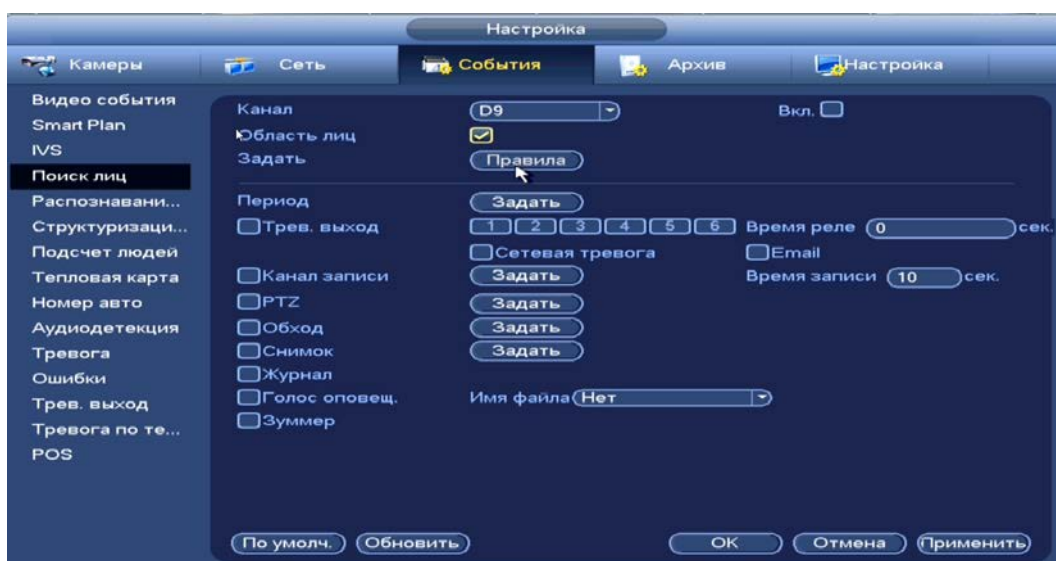 Настройка
Камеры Сеть События Архив Настройка
Видео события
Smart Plan
IVS
Поиск лиц
Распознавани...
Структуризаци...
Подсчет людей
Тепловая карта
Номер авто
Аудиодетекция
Тревога
Ошибки
Трев. выход
Тревога по те...
POS
Канал D9 Вкл.
Область лиц
Задать Правила
Период Задать
Трев. выход 1 2 3 4 5 6 Время реле 0 сек.
Сетевая тревога Email
Канал записи Задать Время записи 10 сек.
PTZ Задать
Обход Задать
Снимок Задать
Журнал
Голос оповещ. Имя файла Нет
Зуммер
По умолч. Обновить OK Отмена Применить